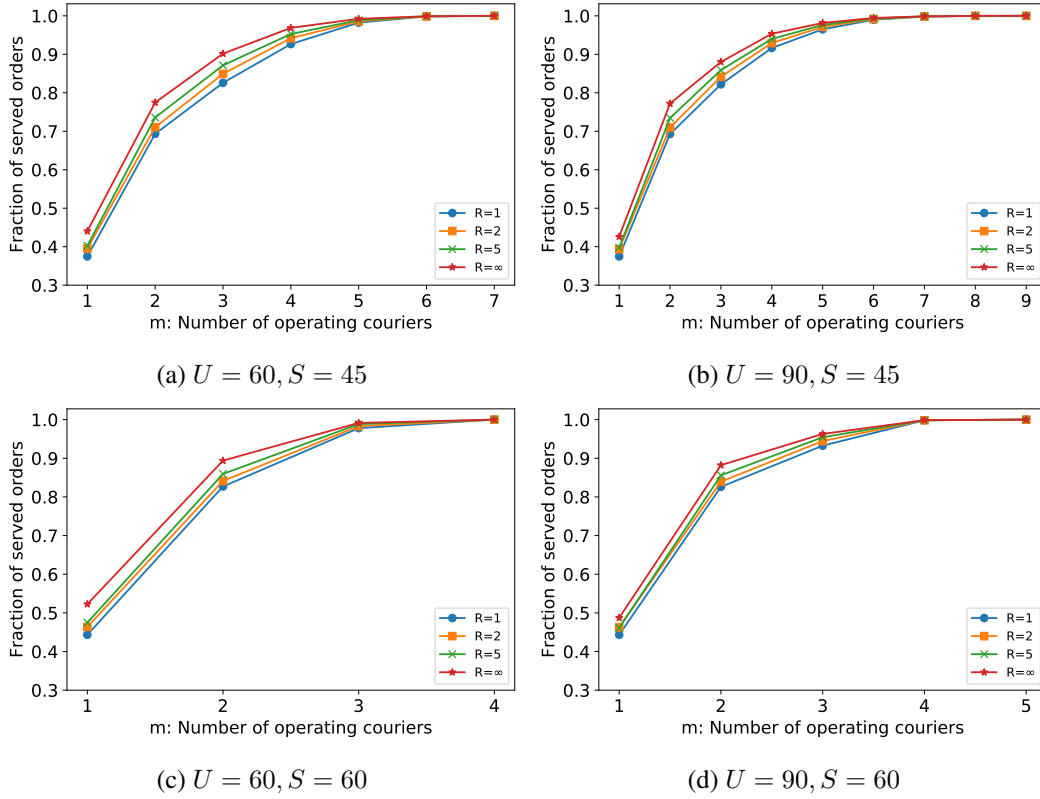 1.0
0.9
0.8
0.7
0.6
0.5
0.4
0.3
Fraction of served orders
R=1
R=2
R=5
R=∞
1 2 3 4 5 6 7
m: Number of operating couriers
(a) U = 60, S = 45
1.0
0.9
0.8
0.7
0.6
0.5
0.4
0.3
Fraction of served orders
R=1
R=2
R=5
R=∞
1 2 3 4 5 6 7 8 9
m: Number of operating couriers
(b) U = 90, S = 45
1.0
0.9
0.8
0.7
0.6
0.5
0.4
0.3
Fraction of served orders
R=1
R=2
R=5
R=∞
1 2 3 4
m: Number of operating couriers
(c) U = 60, S = 60
1.0
0.9
0.8
0.7
0.6
0.5
0.4
0.3
Fraction of served orders
R=1
R=2
R=5
R=∞
1 2 3 4 5
m: Number of operating couriers
(d) U = 90, S = 60